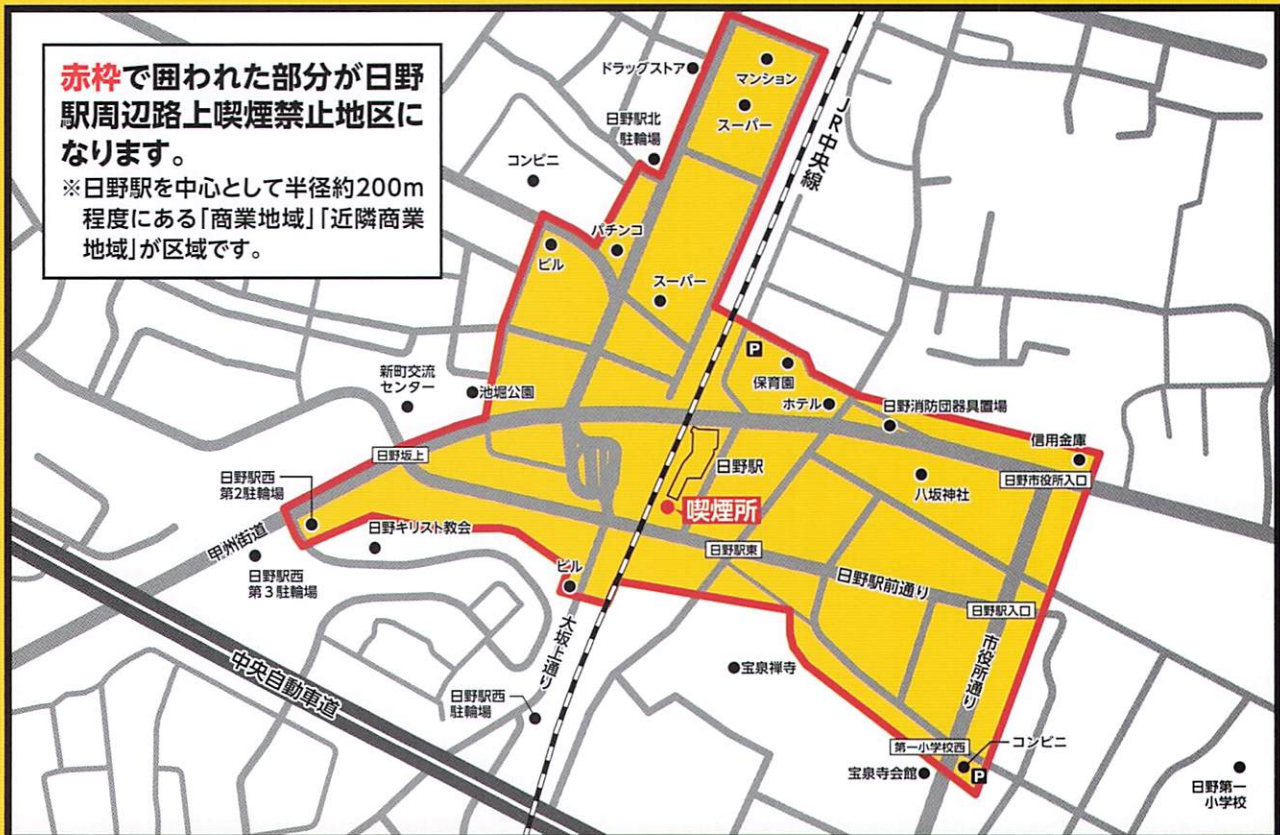 赤枠で囲われた部分が日野
駅周辺路上喫煙禁止地区に
なります。
※日野駅を中心として半径約200m
程度にある「商業地域」「近隣商業
地域」が区域です。
ドラッグストア
マンション
スーパー
日野駅北
駐輪場
コンビニ
JR中央線
パチンコ
ビル
スーパー
P
保育園
新町交流
センター
池堀公園
ホテル
日野消防団器具置場
信用金庫
日野坂上
日野駅
日野市役所入口
八坂神社
日野駅西
第2駐輪場
喫煙所
日野キリスト教会
甲州街道
日野駅東
日野駅西
第3駐輪場
ビル
日野駅前通り
日野駅入口
大坂上通り
市役所通り
中央自動車道
宝泉禅寺
日野駅西
駐輪場
第一小学校西
コンビニ
宝泉寺会館
P
日野第一
小学校